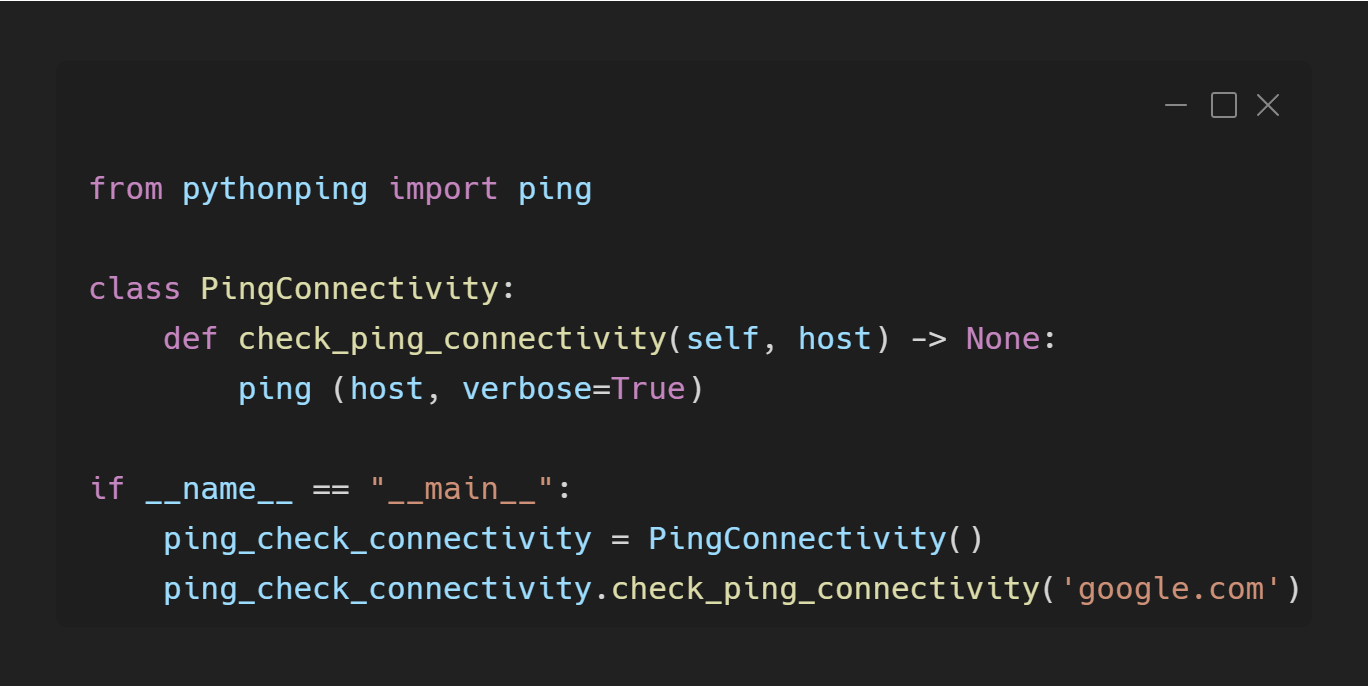 from pythonping import ping

class PingConnectivity:
    def check_ping_connectivity(self, host) -> None:
        ping (host, verbose=True)

if __name__ == "__main__":
    ping_check_connectivity = PingConnectivity()
    ping_check_connectivity.check_ping_connectivity('google.com')